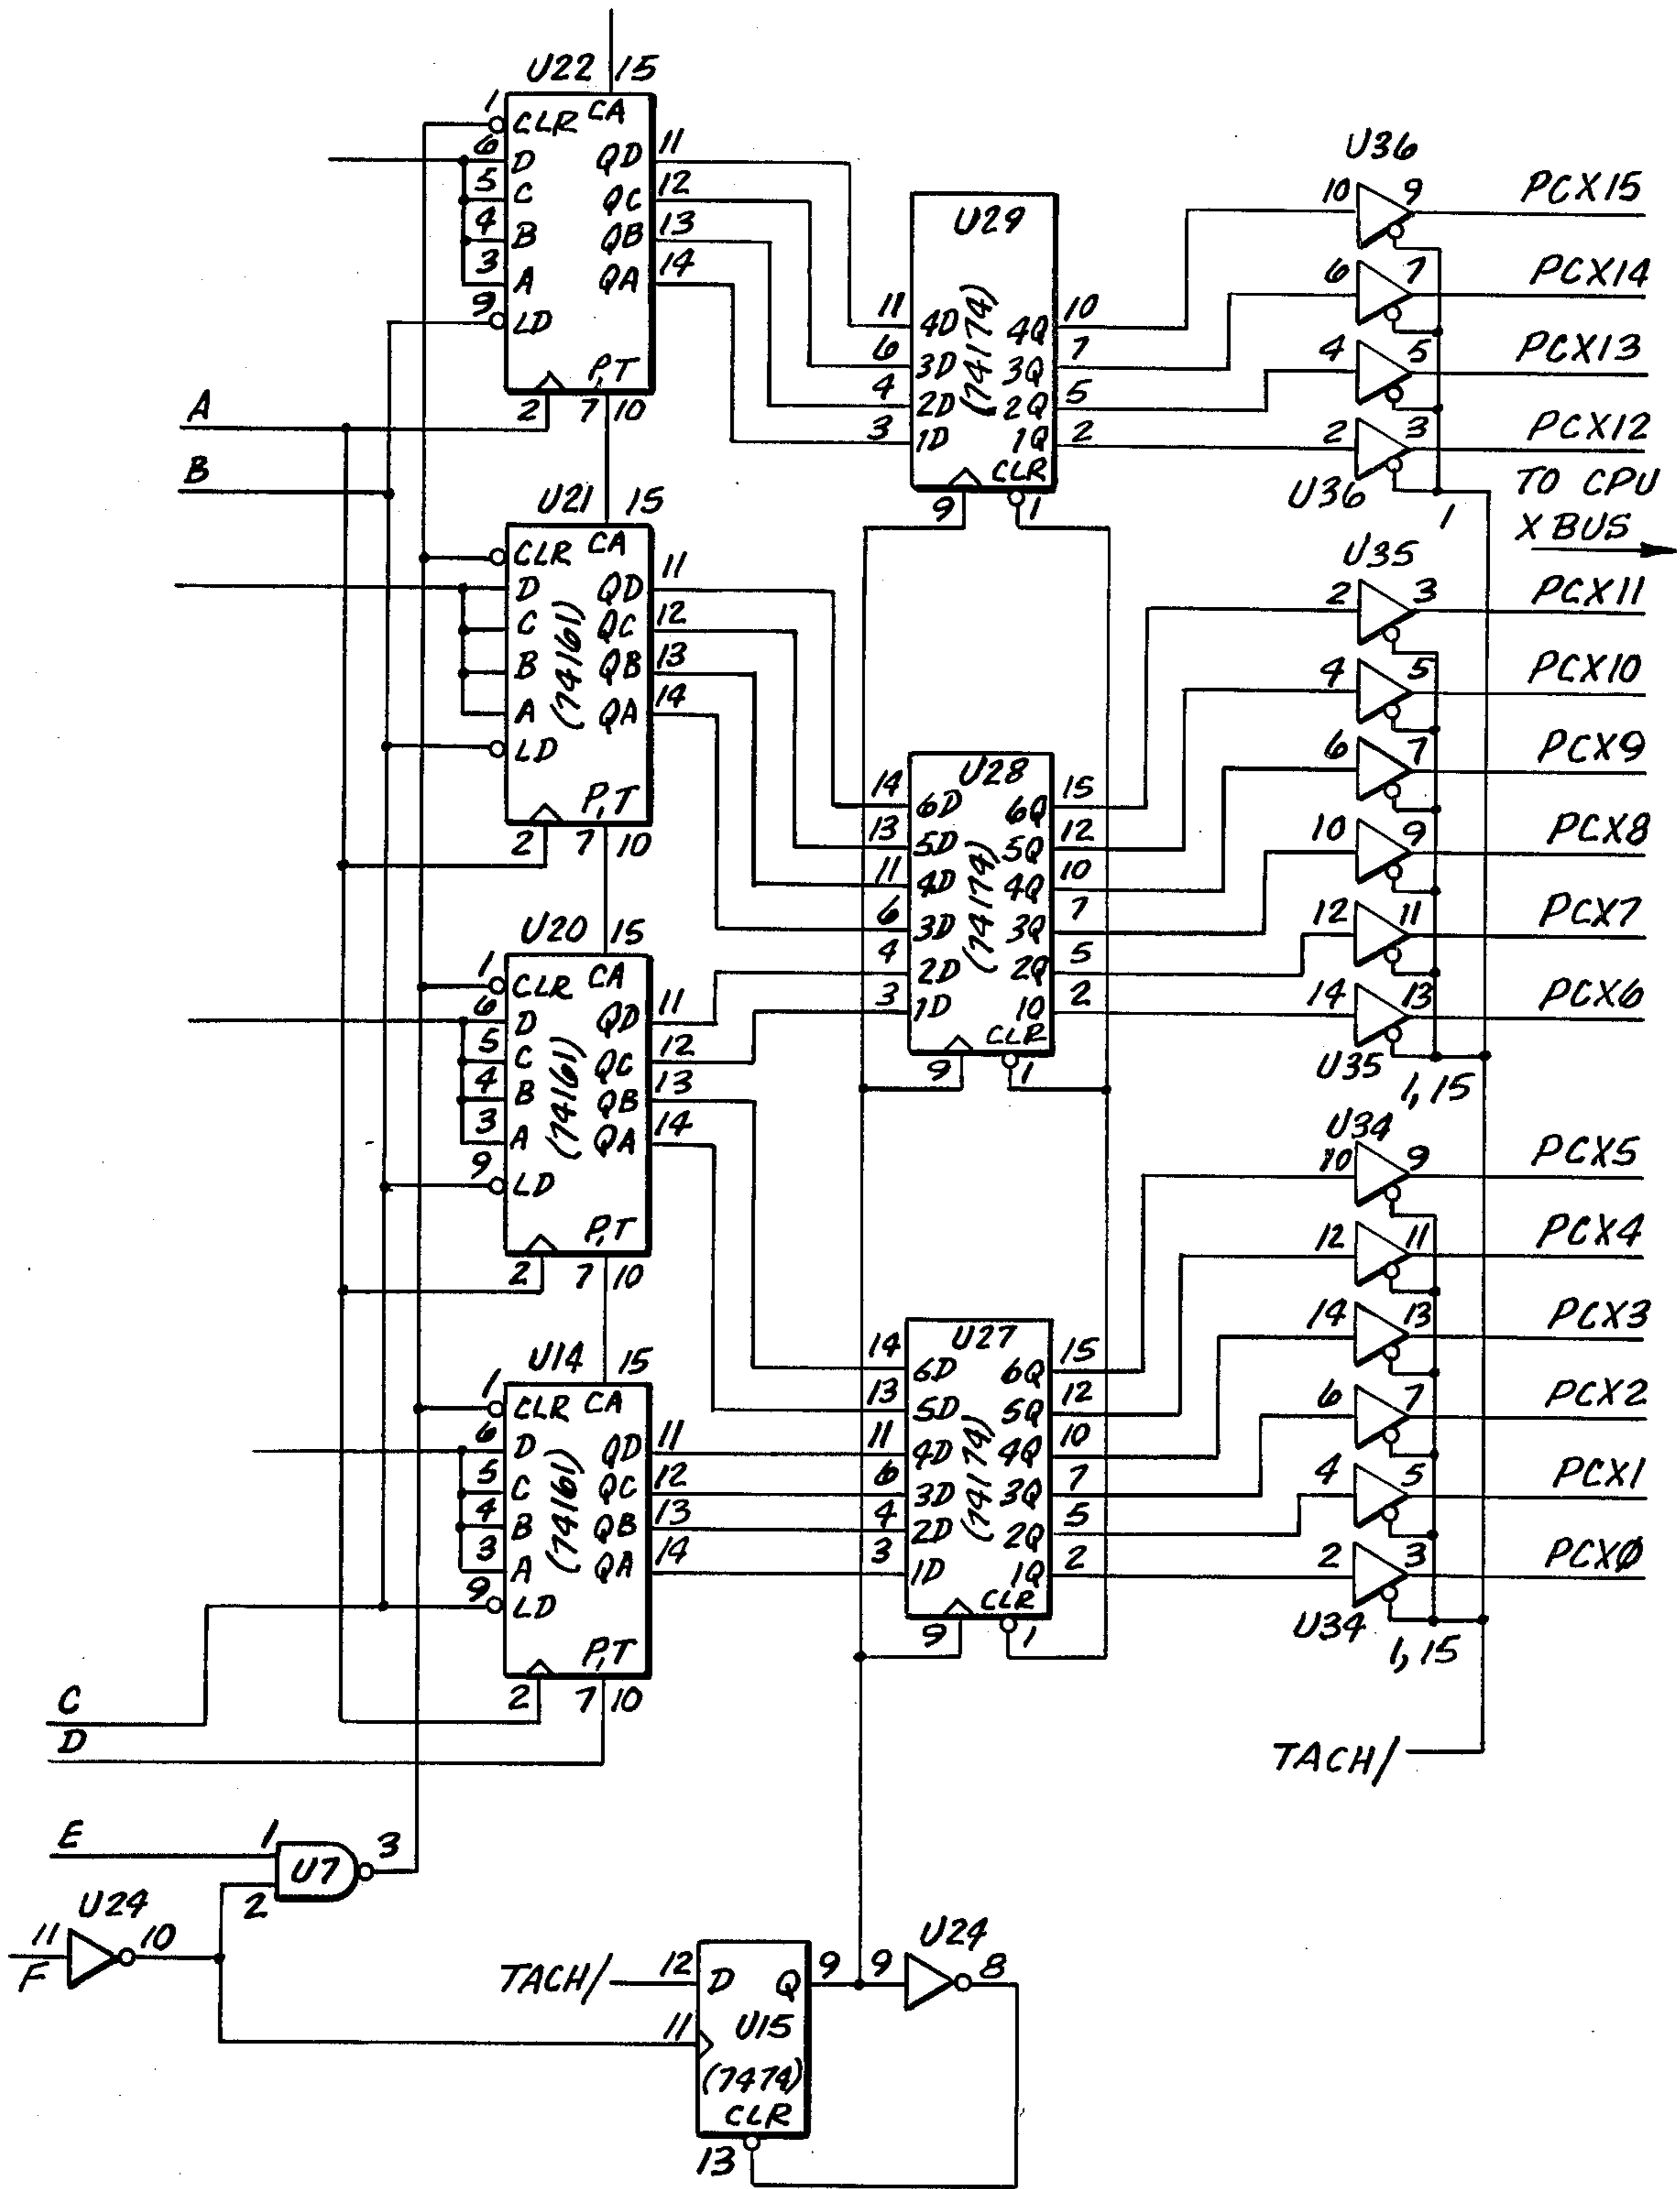 U22 15
1 CLR CA
6 D QD 11
5 C QC 12
4 B QB 13
3 A QA 14
9 LD
P,T
2 7 10
A
B
U29
(74174)
11 4D 4Q 10
6 3D 3Q 7
4 2D 2Q 5
3 1D 1Q 2
CLR
9 1
U36
10 9 PCX15
6 7 PCX14
4 5 PCX13
2 3 PCX12
U36 1
TO CPU
X BUS
U21 15
CLR CA
D QD 11
C QC 12
B QB 13
A QA 14
(74161)
LD
P,T
2 7 10
U28
(74174)
14 6D 6Q 15
13 5D 5Q 12
11 4D 4Q 10
6 3D 3Q 7
4 2D 2Q 5
3 1D 1Q 2
CLR
9 1
U35
2 3 PCX11
4 5 PCX10
6 7 PCX9
10 9 PCX8
12 11 PCX7
14 13 PCX6
U35 1,15
U20 15
1 CLR CA
6 D QD 11
5 C QC 12
4 B QB 13
3 A QA 14
(74161)
9 LD
P,T
2 7 10
U34
10 9 PCX5
12 11 PCX4
14 13 PCX3
6 7 PCX2
4 5 PCX1
2 3 PCXØ
U34 1,15
U14 15
1 CLR CA
6 D QD 11
5 C QC 12
4 B QB 13
3 A QA 14
(74161)
9 LD
P,T
2 7 10
U27
(74174)
14 6D 6Q 15
13 5D 5Q 12
11 4D 4Q 10
6 3D 3Q 7
4 2D 2Q 5
3 1D 1Q 2
CLR
9 1
C
D
TACH/
E 1 U7 3
2
U24
11 10
F
TACH/ 12 D Q 9 9 U24 8
11 U15
(7474)
CLR
13